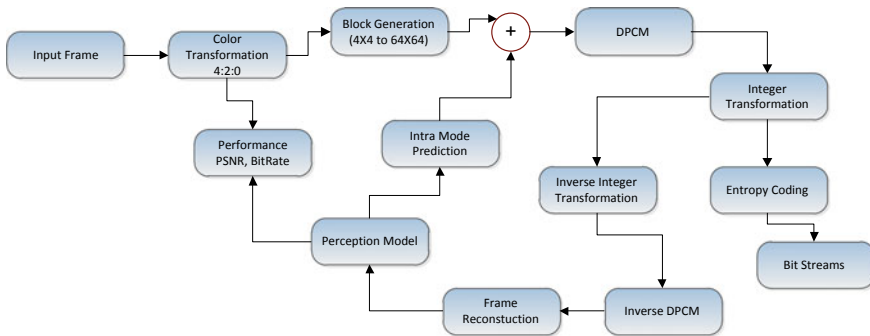 Input Frame
Color
Transformation
4:2:0
Block Generation
(4X4 to 64X64)
+
DPCM
Integer
Transformation
Performance
PSNR, BitRate
Intra Mode
Prediction
Inverse Integer
Transformation
Entropy Coding
Perception Model
Bit Streams
Frame
Reconstuction
Inverse DPCM